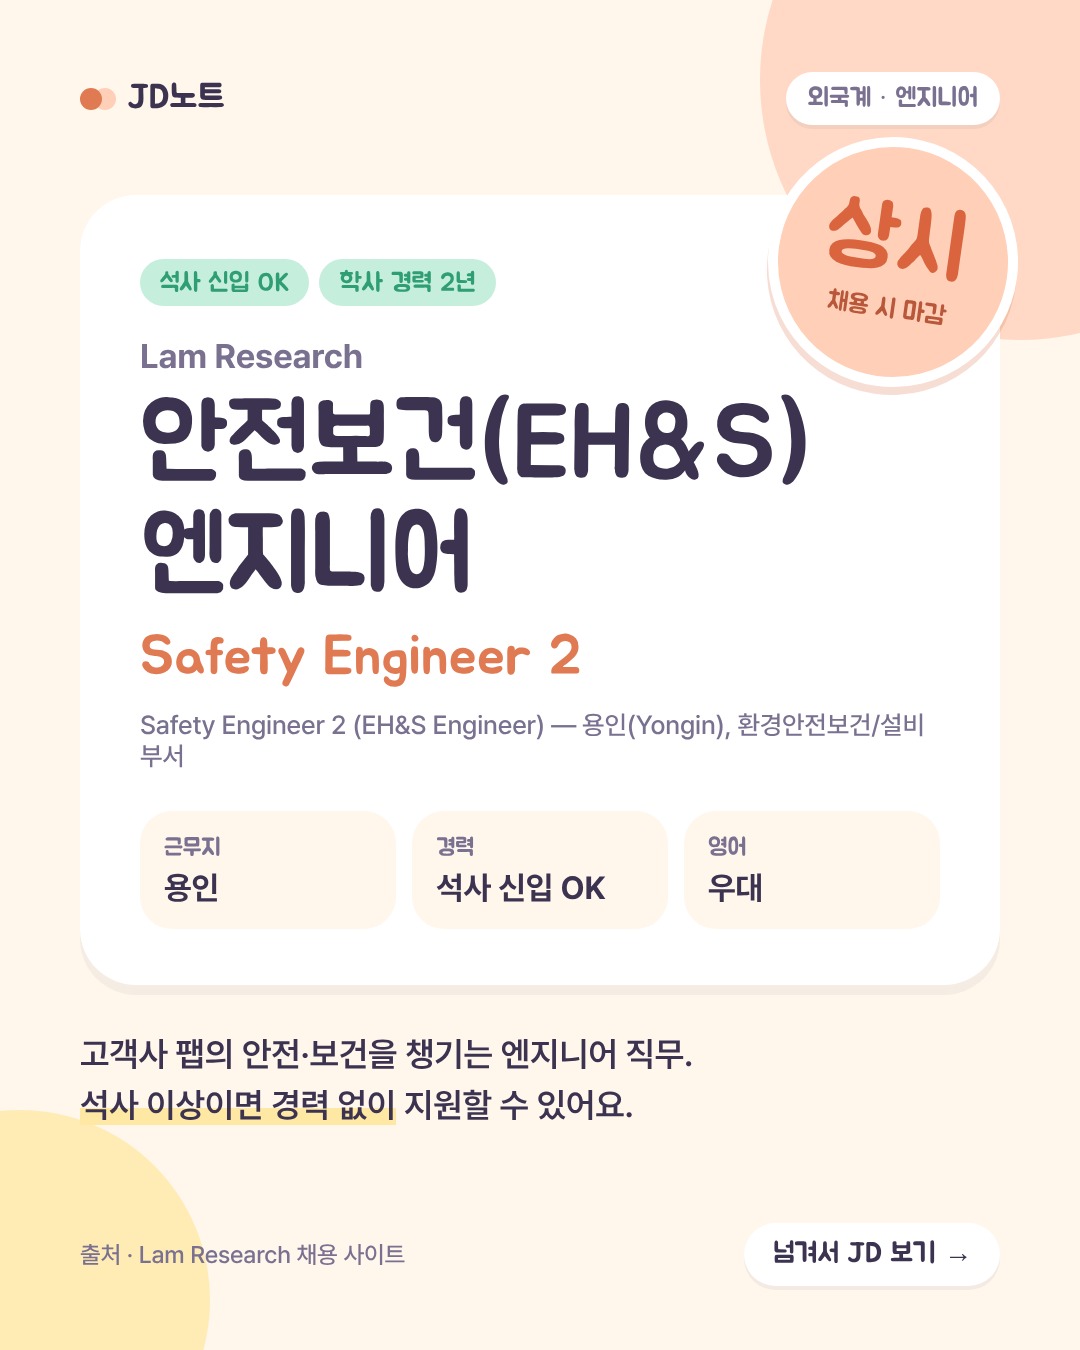 JD노트
외국계 · 엔지니어
상시
채용 시 마감
석사 신입 OK
학사 경력 2년
Lam Research
안전보건(EH&S)
엔지니어
Safety Engineer 2
Safety Engineer 2 (EH&S Engineer) — 용인(Yongin), 환경안전보건/설비
부서
근무지
용인
경력
석사 신입 OK
영어
우대
고객사 팹의 안전·보건을 챙기는 엔지니어 직무.
석사 이상이면 경력 없이 지원할 수 있어요.
출처 · Lam Research 채용 사이트
넘겨서 JD 보기 →